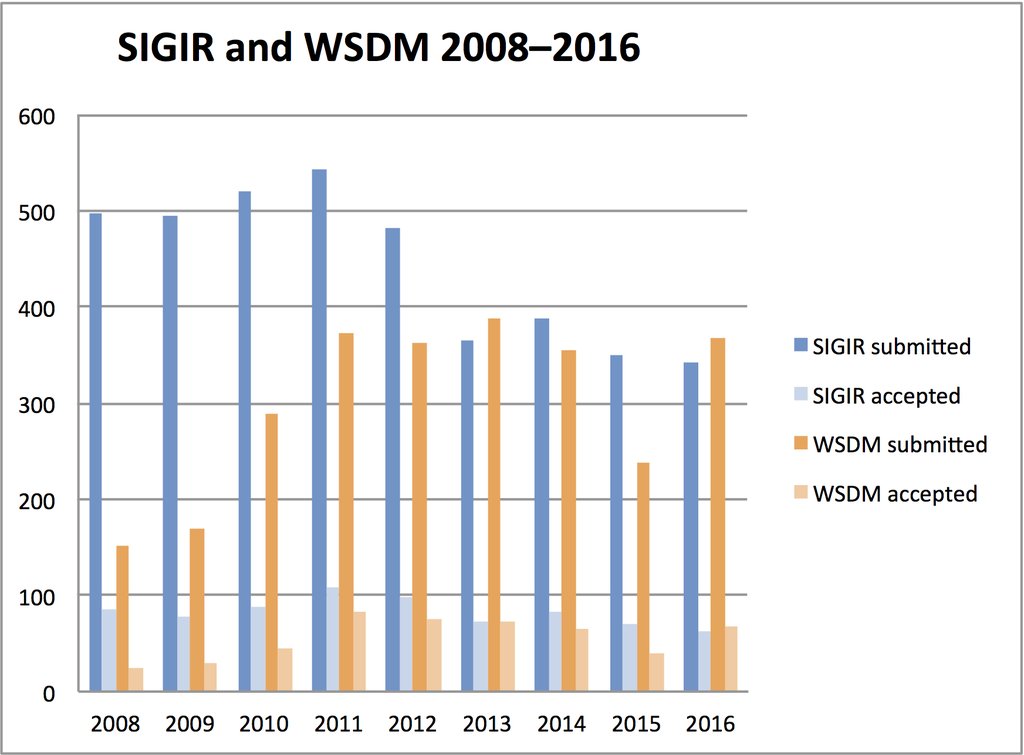 SIGIR and WSDM 2008–2016
600
500
400
300
200
100
0
2008 2009 2010 2011 2012 2013 2014 2015 2016
SIGIR submitted
SIGIR accepted
WSDM submitted
WSDM accepted